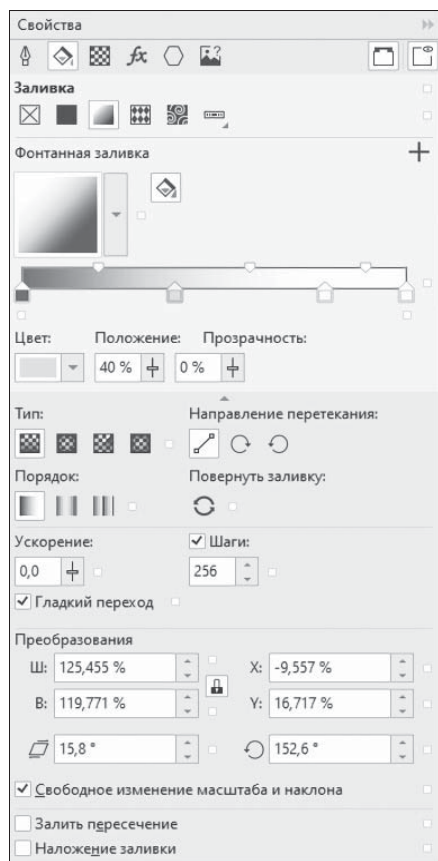 Свойства
fx
Заливка
Фонтанная заливка
Цвет: Положение: Прозрачность:
40 % 0 %
Тип: Направление перетекания:
Порядок: Повернуть заливку:
Ускорение: Шаги:
0,0 256
Гладкий переход
Преобразования
Ш: 125,455 % X: -9,557 %
В: 119,771 % Y: 16,717 %
15,8 ° 152,6 °
Свободное изменение масштаба и наклона
Залить пересечение
Наложение заливки